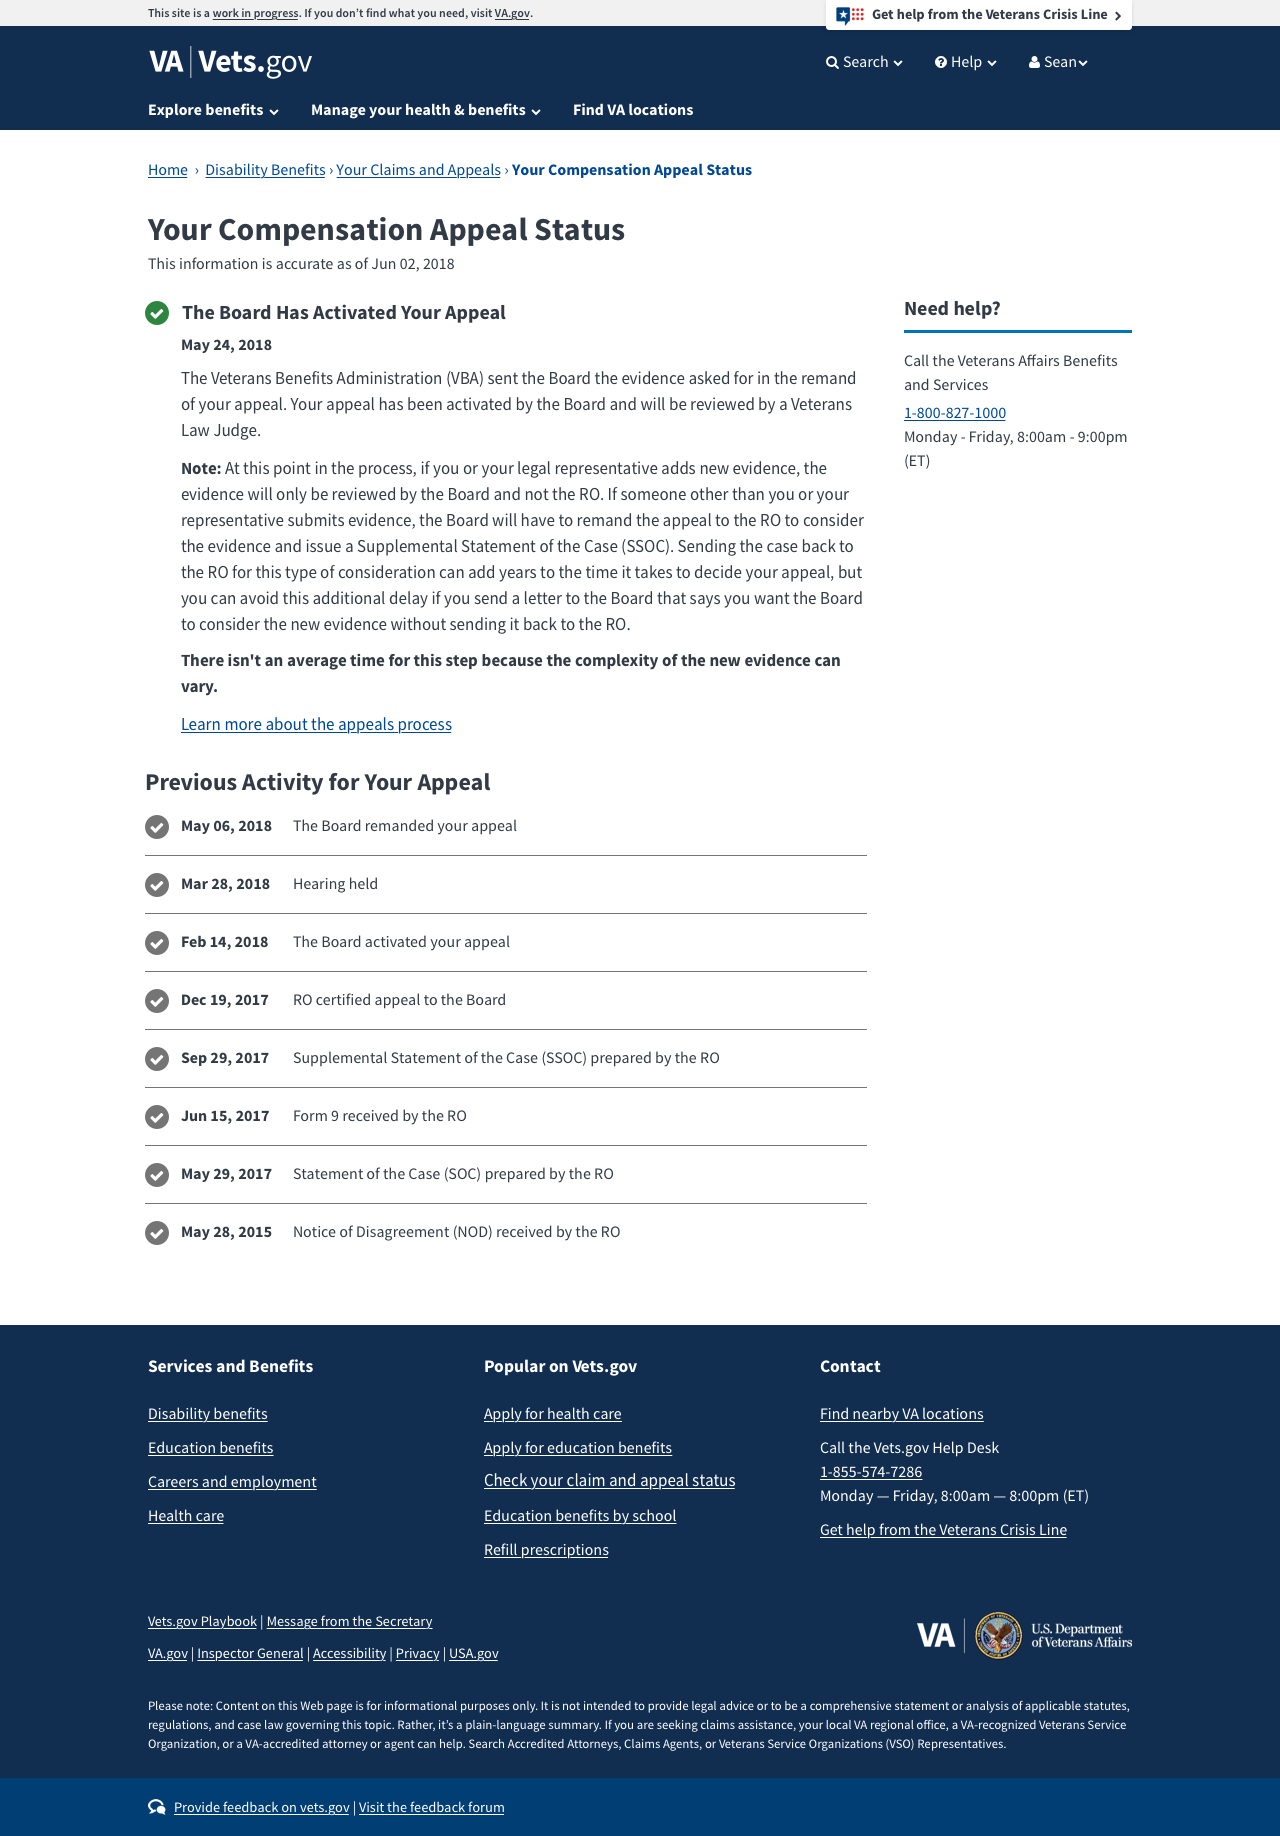 This site is a work in progress. If you don’t find what you need, visit VA.gov.
Get help from the Veterans Crisis Line
VA Vets.gov
Search
Help
Sean
Explore benefits
Manage your health & benefits
Find VA locations
Home › Disability Benefits › Your Claims and Appeals › Your Compensation Appeal Status
Your Compensation Appeal Status
This information is accurate as of Jun 02, 2018
The Board Has Activated Your Appeal
May 24, 2018
The Veterans Benefits Administration (VBA) sent the Board the evidence asked for in the remand
of your appeal. Your appeal has been activated by the Board and will be reviewed by a Veterans
Law Judge.
Note: At this point in the process, if you or your legal representative adds new evidence, the
evidence will only be reviewed by the Board and not the RO. If someone other than you or your
representative submits evidence, the Board will have to remand the appeal to the RO to consider
the evidence and issue a Supplemental Statement of the Case (SSOC). Sending the case back to
the RO for this type of consideration can add years to the time it takes to decide your appeal, but
you can avoid this additional delay if you send a letter to the Board that says you want the Board
to consider the new evidence without sending it back to the RO.
There isn't an average time for this step because the complexity of the new evidence can
vary.
Learn more about the appeals process
Need help?
Call the Veterans Affairs Benefits
and Services
1-800-827-1000
Monday - Friday, 8:00am - 9:00pm
(ET)
Previous Activity for Your Appeal
May 06, 2018 The Board remanded your appeal
Mar 28, 2018 Hearing held
Feb 14, 2018 The Board activated your appeal
Dec 19, 2017 RO certified appeal to the Board
Sep 29, 2017 Supplemental Statement of the Case (SSOC) prepared by the RO
Jun 15, 2017 Form 9 received by the RO
May 29, 2017 Statement of the Case (SOC) prepared by the RO
May 28, 2015 Notice of Disagreement (NOD) received by the RO
Services and Benefits
Disability benefits
Education benefits
Careers and employment
Health care
Popular on Vets.gov
Apply for health care
Apply for education benefits
Check your claim and appeal status
Education benefits by school
Refill prescriptions
Contact
Find nearby VA locations
Call the Vets.gov Help Desk
1-855-574-7286
Monday — Friday, 8:00am — 8:00pm (ET)
Get help from the Veterans Crisis Line
Vets.gov Playbook | Message from the Secretary
VA.gov | Inspector General | Accessibility | Privacy | USA.gov
VA
U.S. Department
of Veterans Affairs
Please note: Content on this Web page is for informational purposes only. It is not intended to provide legal advice or to be a comprehensive statement or analysis of applicable statutes,
regulations, and case law governing this topic. Rather, it’s a plain-language summary. If you are seeking claims assistance, your local VA regional office, a VA-recognized Veterans Service
Organization, or a VA-accredited attorney or agent can help. Search Accredited Attorneys, Claims Agents, or Veterans Service Organizations (VSO) Representatives.
Provide feedback on vets.gov | Visit the feedback forum